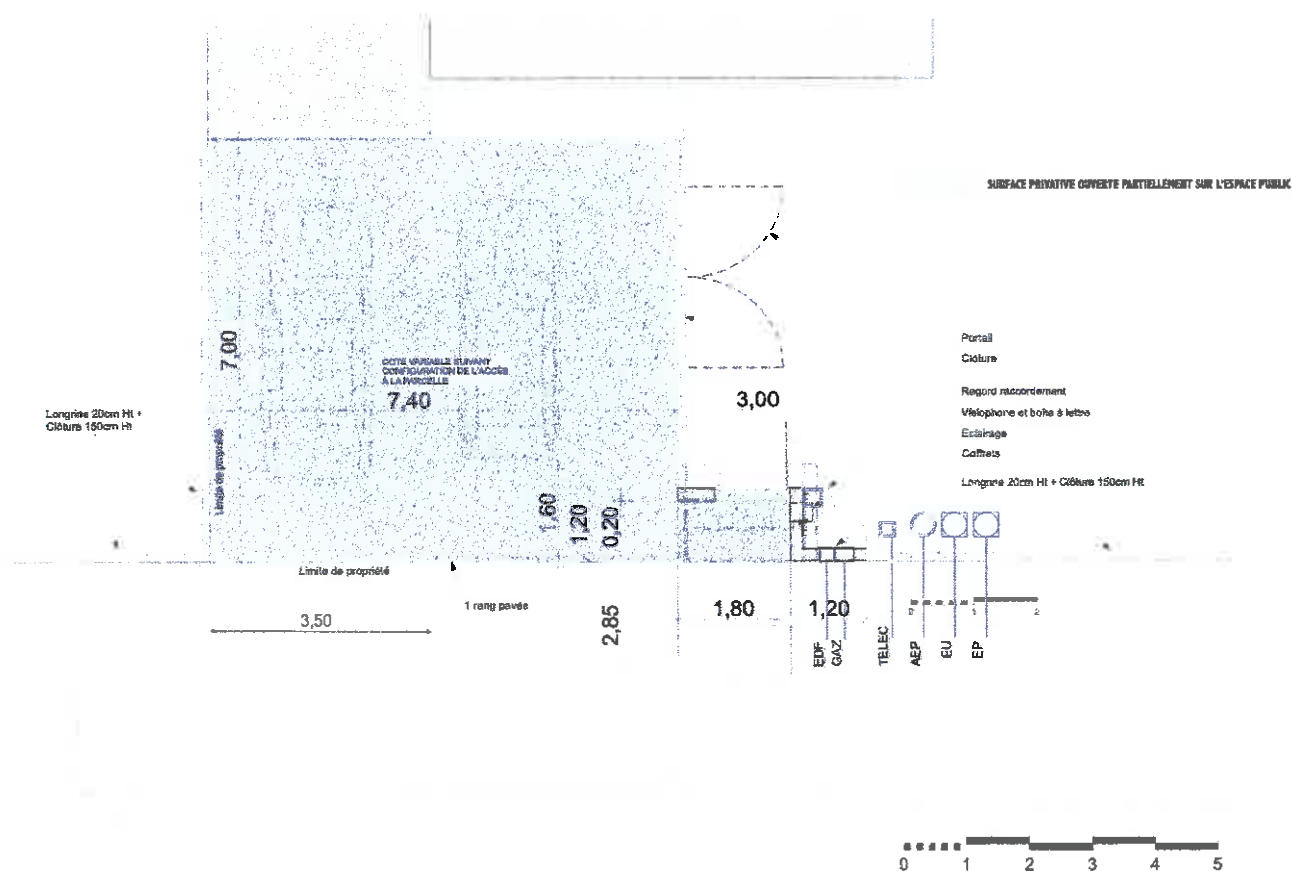 SURFACE PRIVATIVE OUVERTE PARTIELLEMENT SUR L'ESPACE PUBLIC
Portail
Clôture
7,00
COTE VARIABLE SUIVANT
CONFIGURATION DE L'ACCÈS
À LA PARCELLE
7,40
3,00
Regard raccordement
Visiophone et boite à lettre
Eclairage
Coffrets
Longrine 20cm Ht +
Clôture 150cm Ht
Limite de propriété
Longrine 20cm Ht + Clôture 150cm Ht
1,60
1,20
0,20
Limite de propriété
1 rang pavés
3,50
2,85
1,80
1,20
0
1
2
EDF
GAZ
TELEC
AEP
EU
EP
0 1 2 3 4 5